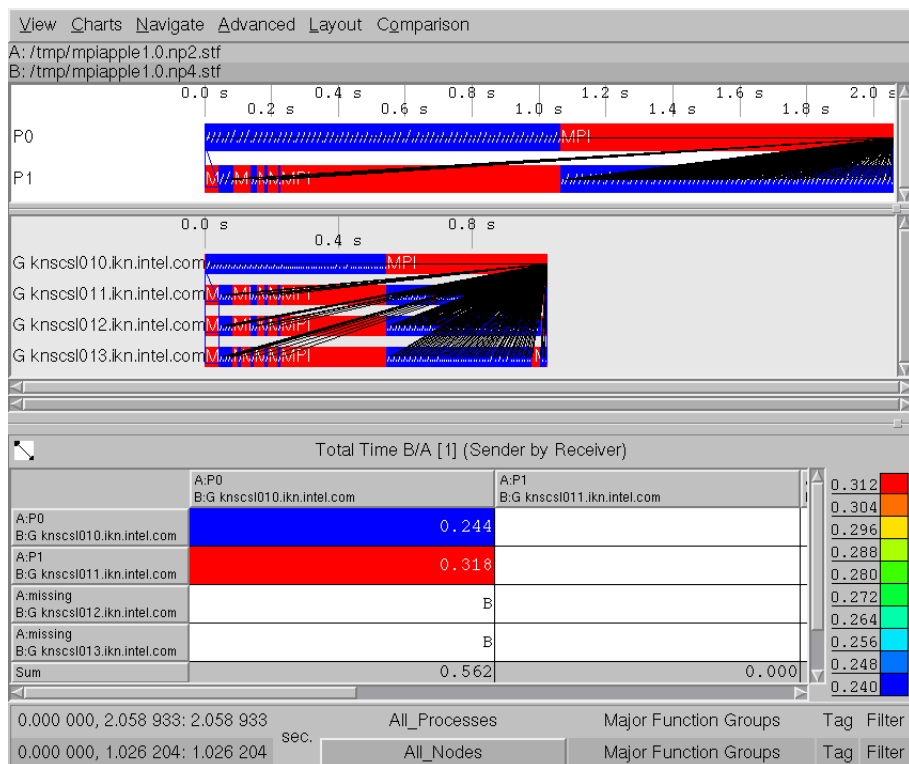 View Charts Navigate Advanced Layout Comparison
A: /tmp/mpiapple1.0.np2.stf
B: /tmp/mpiapple1.0.np4.stf
0.0 s 0.4 s 0.8 s 1.2 s 1.6 s 2.0 s
0.2 s 0.6 s 1.0 s 1.4 s 1.8 s
P0 MPI
P1 M MPI
0.0 s 0.8 s
0.4 s
G knscsl010.ikn.intel.com MPI
G knscsl011.ikn.intel.com M MPI
G knscsl012.ikn.intel.com M MPI
G knscsl013.ikn.intel.com M MPI M
Total Time B/A [1] (Sender by Receiver)
A:P0 A:P1
B:G knscsl010.ikn.intel.com B:G knscsl011.ikn.intel.com
A:P0
B:G knscsl010.ikn.intel.com 0.244
A:P1
B:G knscsl011.ikn.intel.com 0.318
A:missing
B:G knscsl012.ikn.intel.com B
A:missing
B:G knscsl013.ikn.intel.com B
Sum 0.562 0.000
0.312
0.304
0.296
0.288
0.280
0.272
0.264
0.256
0.248
0.240
0.000 000, 2.058 933: 2.058 933 sec. All_Processes Major Function Groups Tag Filter
0.000 000, 1.026 204: 1.026 204 All_Nodes Major Function Groups Tag Filter